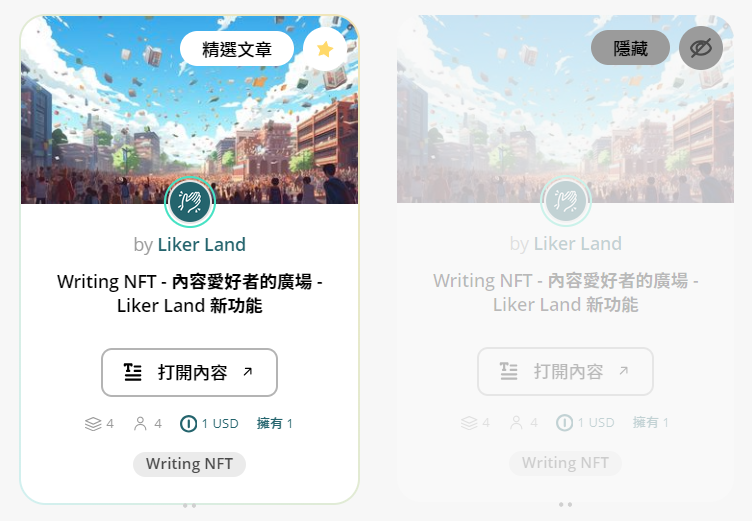 精選文章
by Liker Land
Writing NFT - 內容愛好者的廣場 -
Liker Land 新功能
打開內容
4 4 1 USD 擁有 1
Writing NFT
隱藏
by Liker Land
Writing NFT - 內容愛好者的廣場 -
Liker Land 新功能
打開內容
4 4 1 USD 擁有 1
Writing NFT